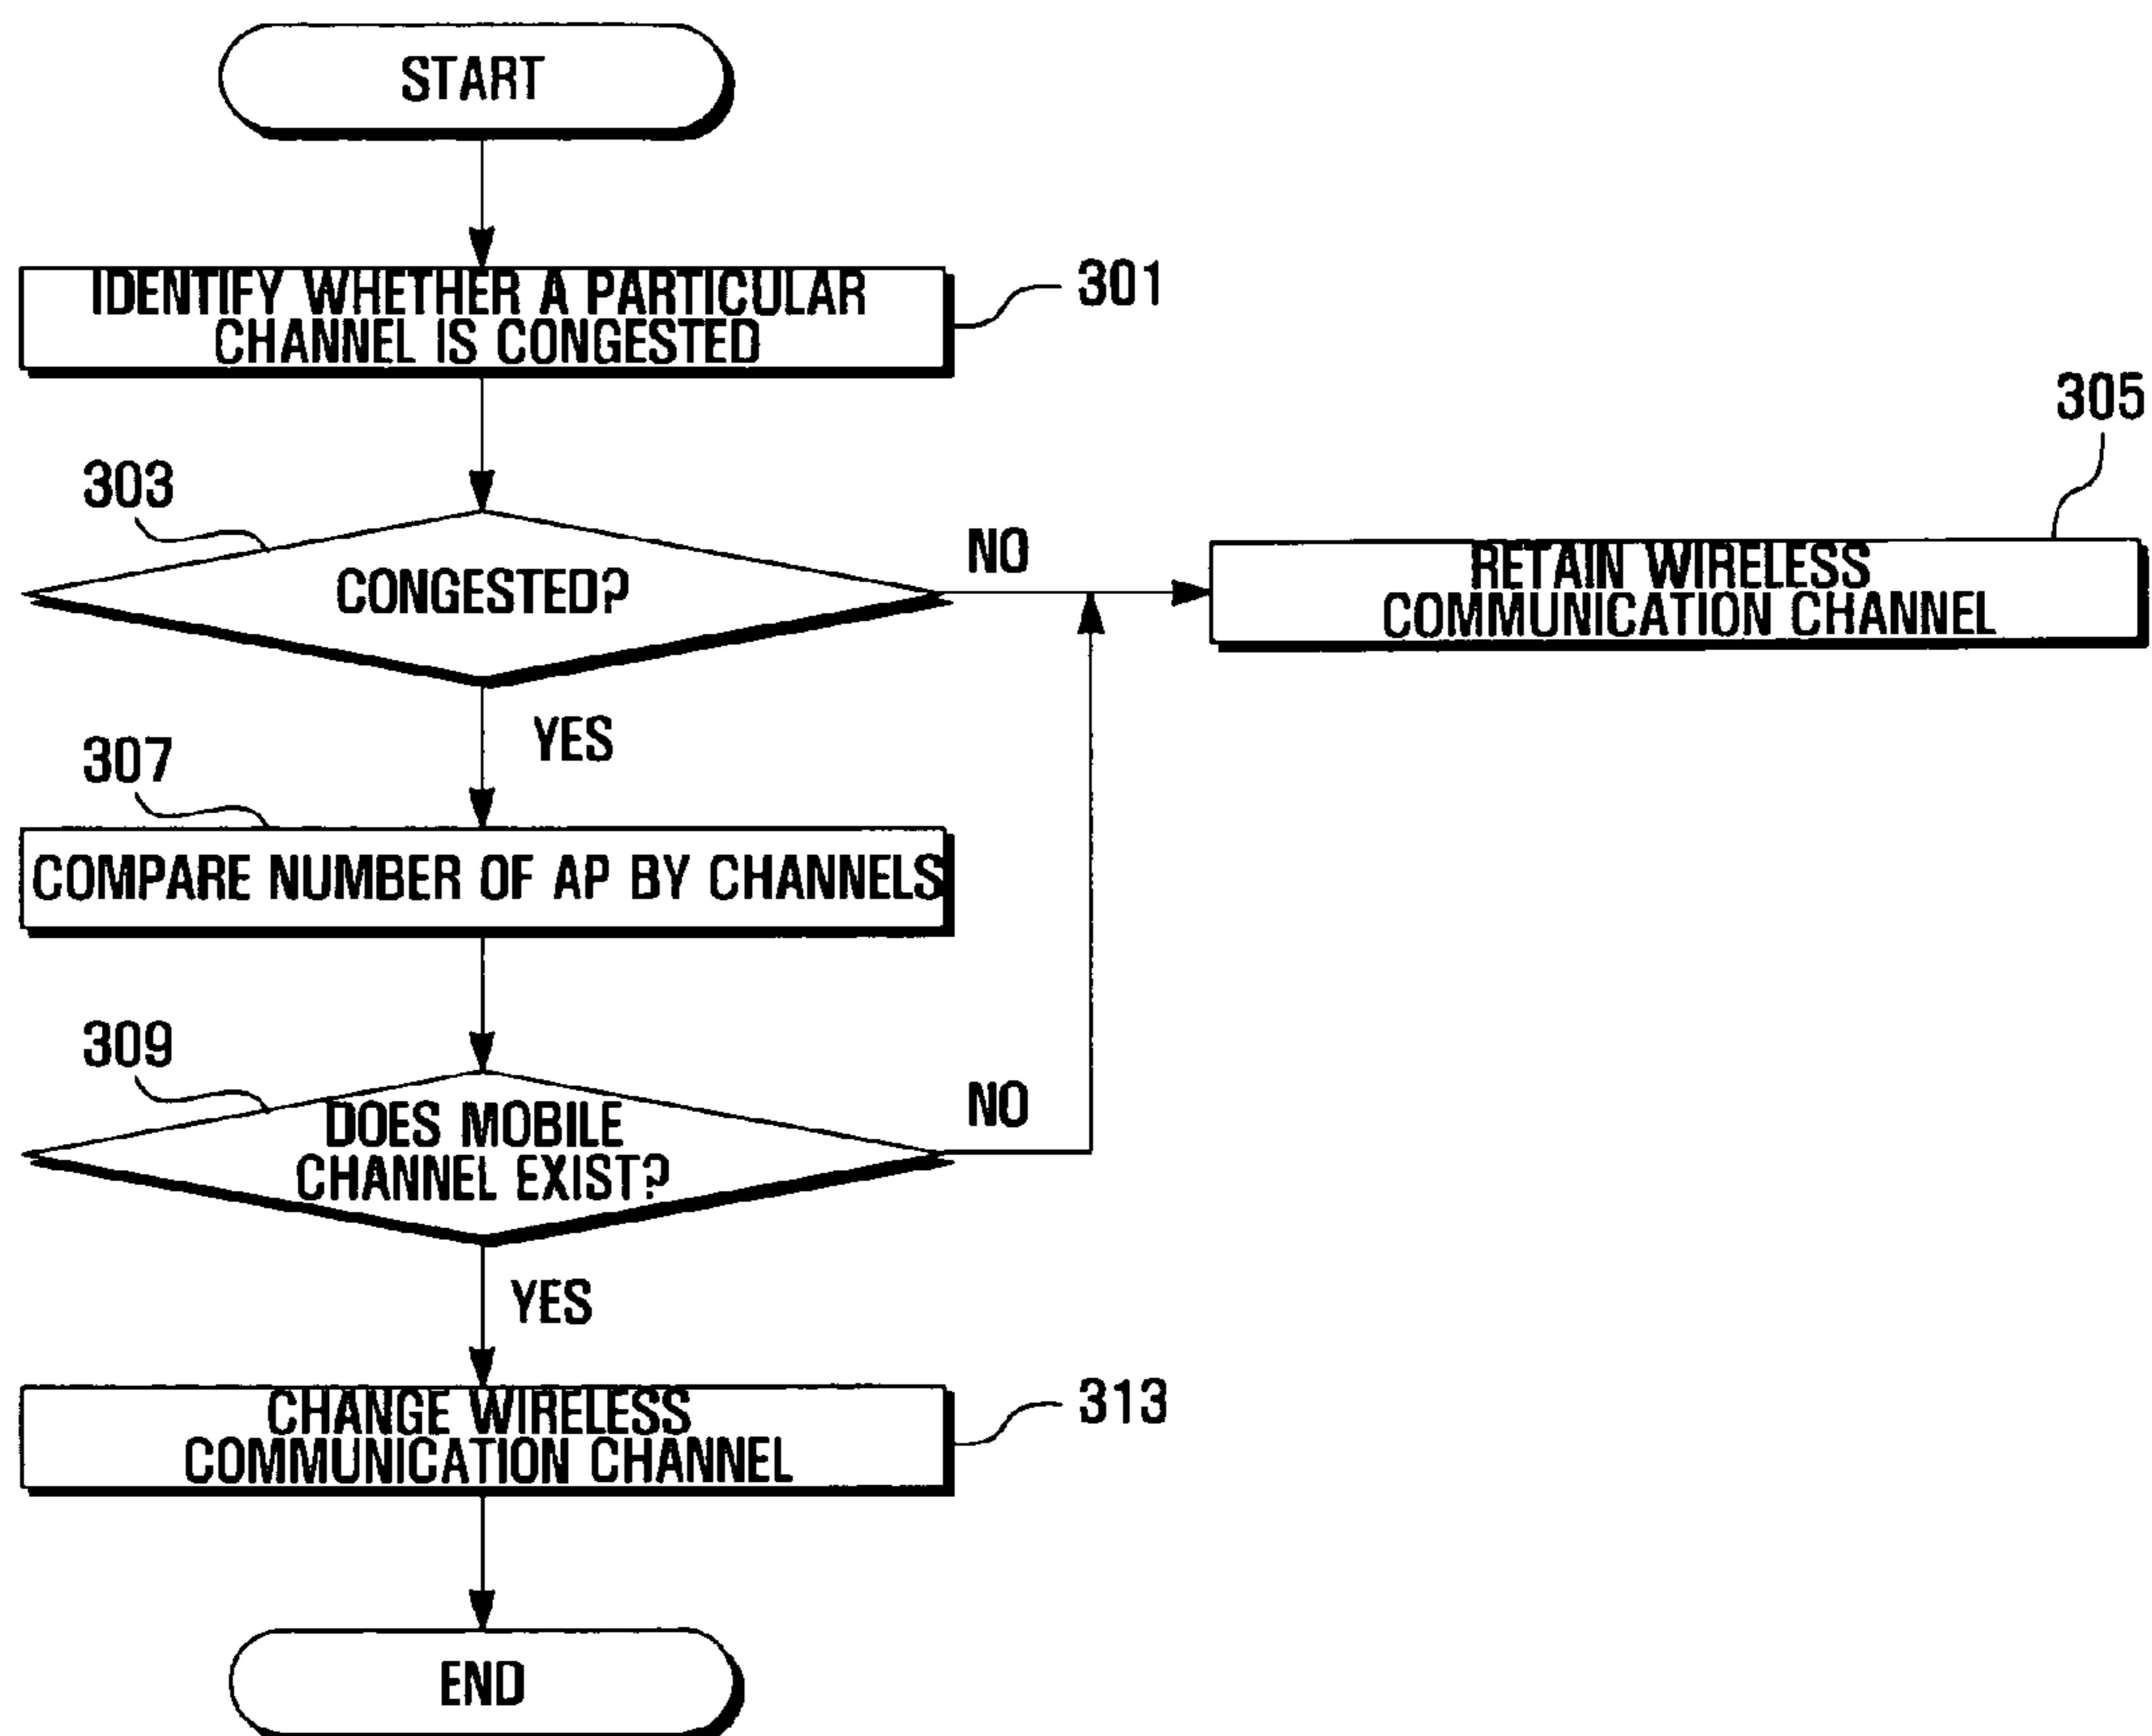 START
IDENTIFY WHETHER A PARTICULAR
CHANNEL IS CONGESTED
301
305
303
CONGESTED?
NO
RETAIN WIRELESS
COMMUNICATION CHANNEL
YES
307
COMPARE NUMBER OF AP BY CHANNELS
309
DOES MOBILE
CHANNEL EXIST?
NO
YES
CHANGE WIRELESS
COMMUNICATION CHANNEL
313
END